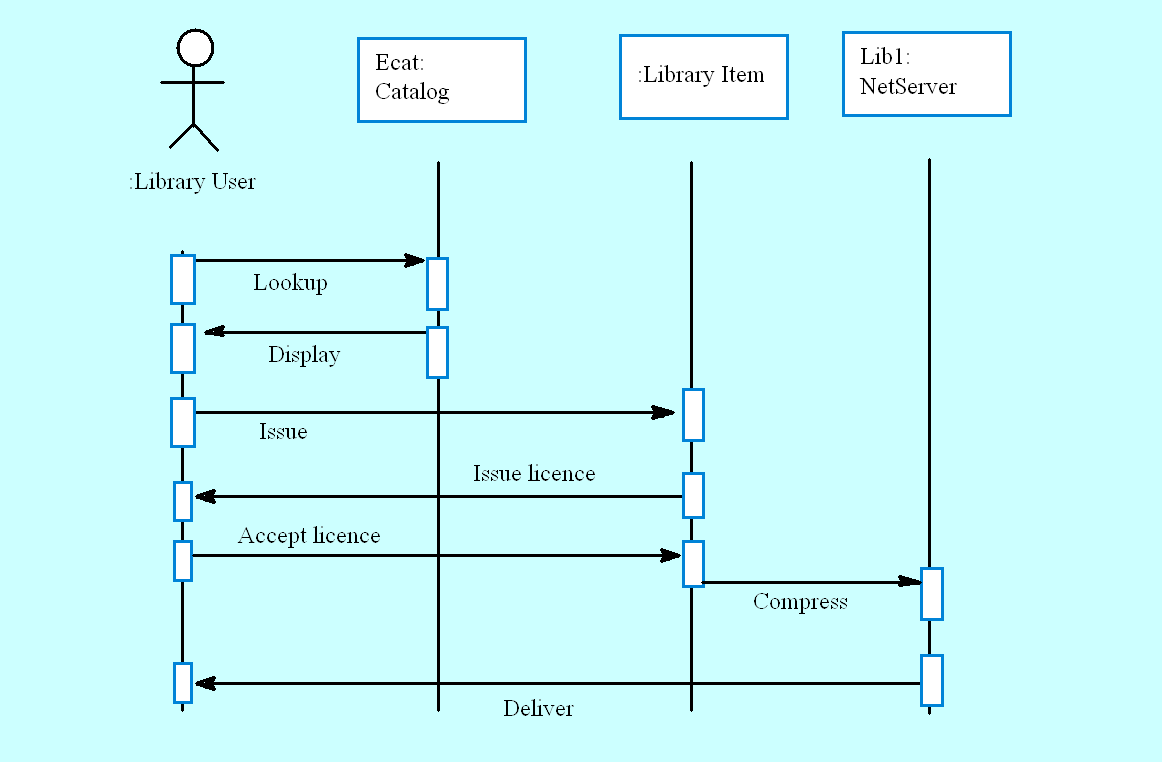 Ecat:
Catalog
:Library Item
Lib1:
NetServer
:Library User
Lookup
Display
Issue
Issue licence
Accept licence
Compress
Deliver